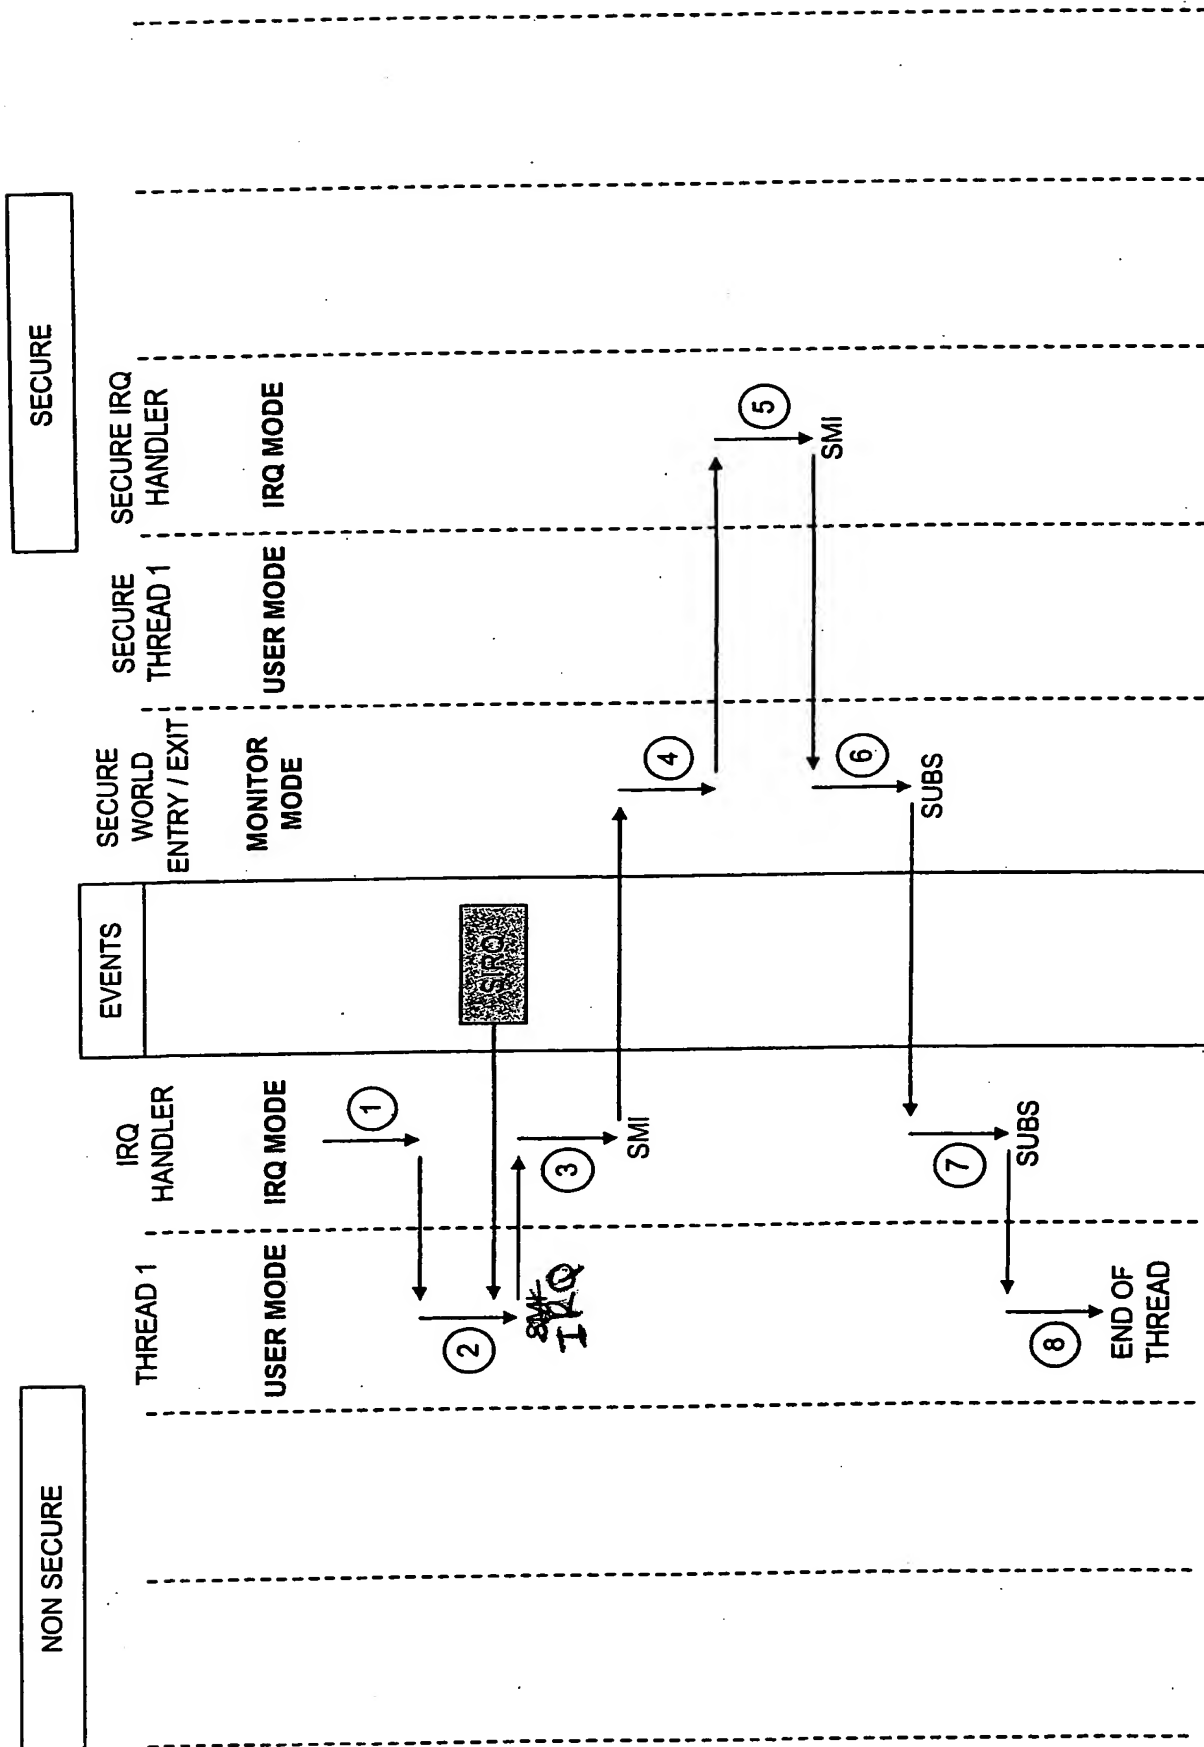 NON SECURE
SECURE
THREAD 1
IRQ
HANDLER
EVENTS
SECURE
WORLD
ENTRY / EXIT
SECURE
THREAD 1
SECURE IRQ
HANDLER
USER MODE
IRQ MODE
MONITOR
MODE
USER MODE
IRQ MODE
1
2
SIRQ
IRQ
3
SMI
4
5
SMI
6
SUBS
7
SUBS
8
END OF
THREAD